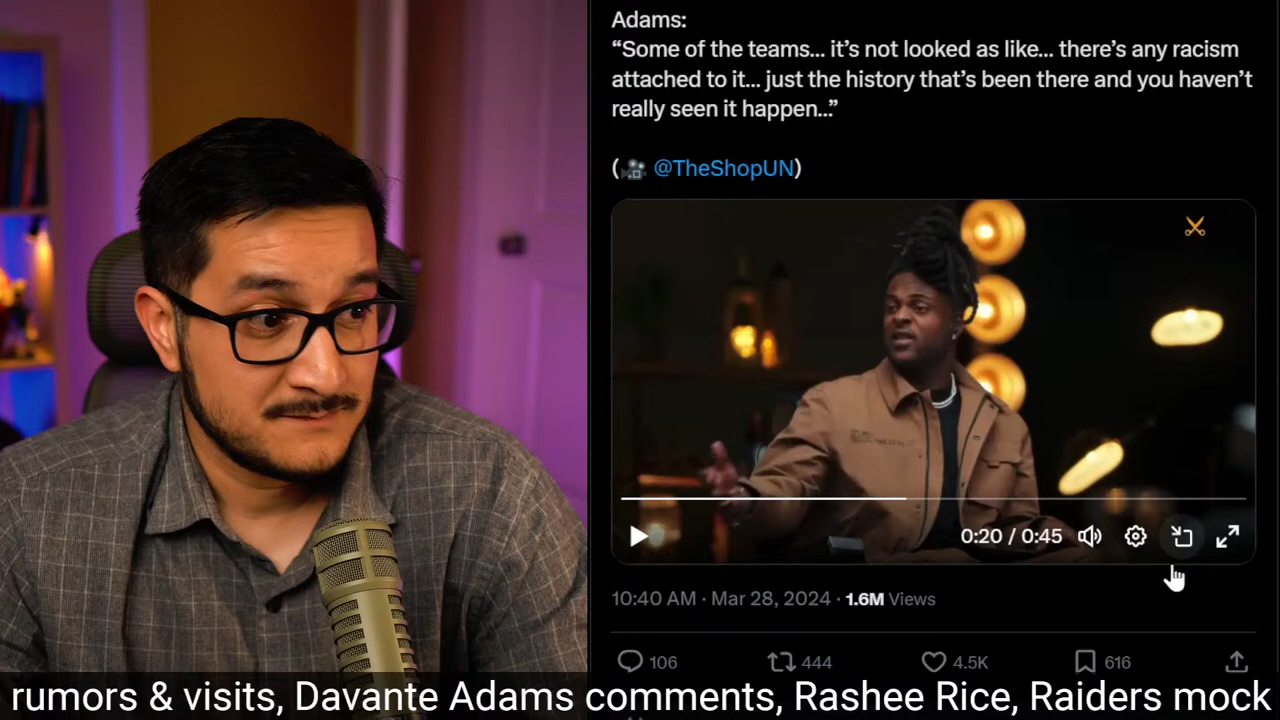 Adams:
“Some of the teams... it’s not looked as like... there’s any racism
attached to it... just the history that’s been there and you haven’t
really seen it happen..”
(🎥 @TheShopUN)
0:20 / 0:45
10:40 AM · Mar 28, 2024 · 1.6M Views
106 444 4.5K 616
rumors & visits, Davante Adams comments, Rashee Rice, Raiders mock